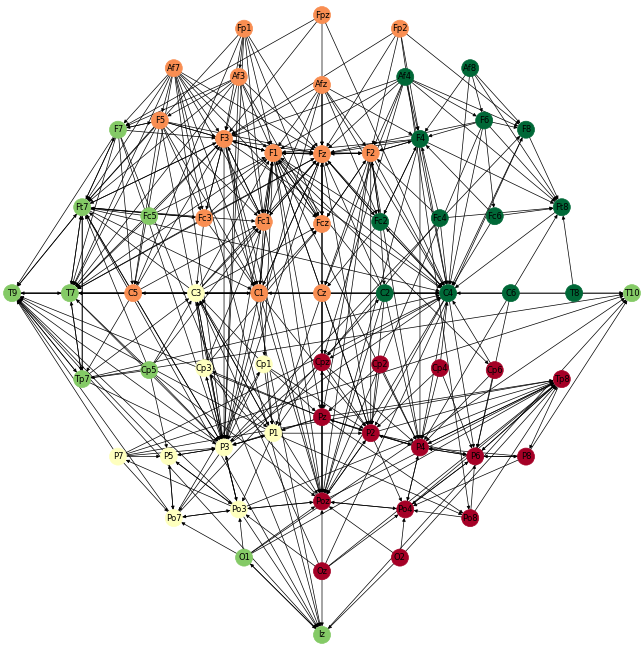 Fpz
Fp1 Fp2
Af7 Af8
Af3 Afz Af4
F7 F5 F6 F8
F3 F1 Fz F2 F4
Ft7 Fc5 Fc3 Fc1 Fcz Fc2 Fc4 Fc6 Ft8
T9 T7 C5 C3 C1 Cz C2 C4 C6 T8 T10
Tp7 Cp5 Cp3 Cp1 Cpz Cp2 Cp4 Cp6
Pz
P7 P5 P3 P1 P2 P4 P6 P8
Po7 Po3 Poz Po4 Po8
O1 Oz O2
Iz